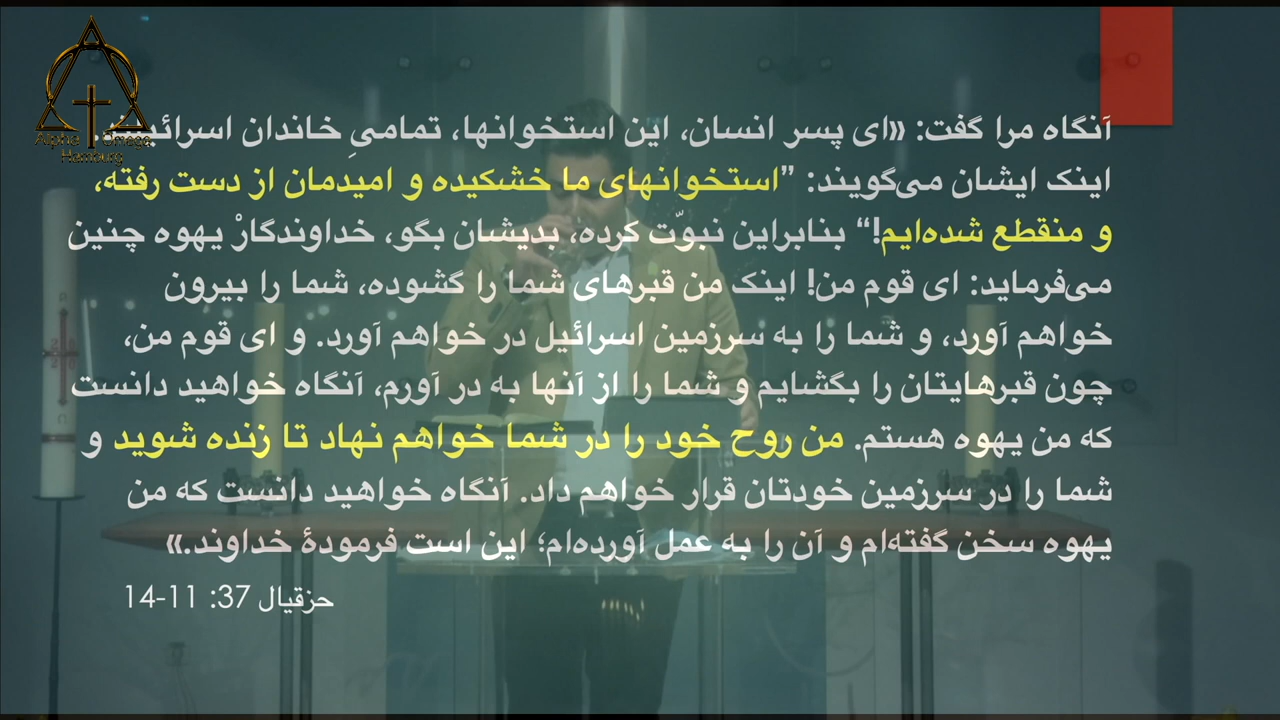 Alpha Omega
Hamburg
آنگاه مرا گفت: «ای پسر انسان، این استخوانها، تمامیِ خاندان اسرائیلند.
اینک ایشان می‌گویند: ”استخوانهای ما خشکیده و امیدمان از دست رفته،
و منقطع شده‌ایم!“ بنابراین نبوّت کرده، بدیشان بگو، خداوندگارْ یهوه چنین
می‌فرماید: ای قوم من! اینک من قبرهای شما را گشوده، شما را بیرون
خواهم آورد، و شما را به سرزمین اسرائیل در خواهم آورد. و ای قوم من،
چون قبرهایتان را بگشایم و شما را از آنها به در آورم، آنگاه خواهید دانست
که من یهوه هستم. من روح خود را در شما خواهم نهاد تا زنده شوید و
شما را در سرزمین خودتان قرار خواهم داد. آنگاه خواهید دانست که من
یهوه سخن گفته‌ام و آن را به عمل آورده‌ام؛ این است فرمودۀ خداوند.»
حزقیال 37: 11-14